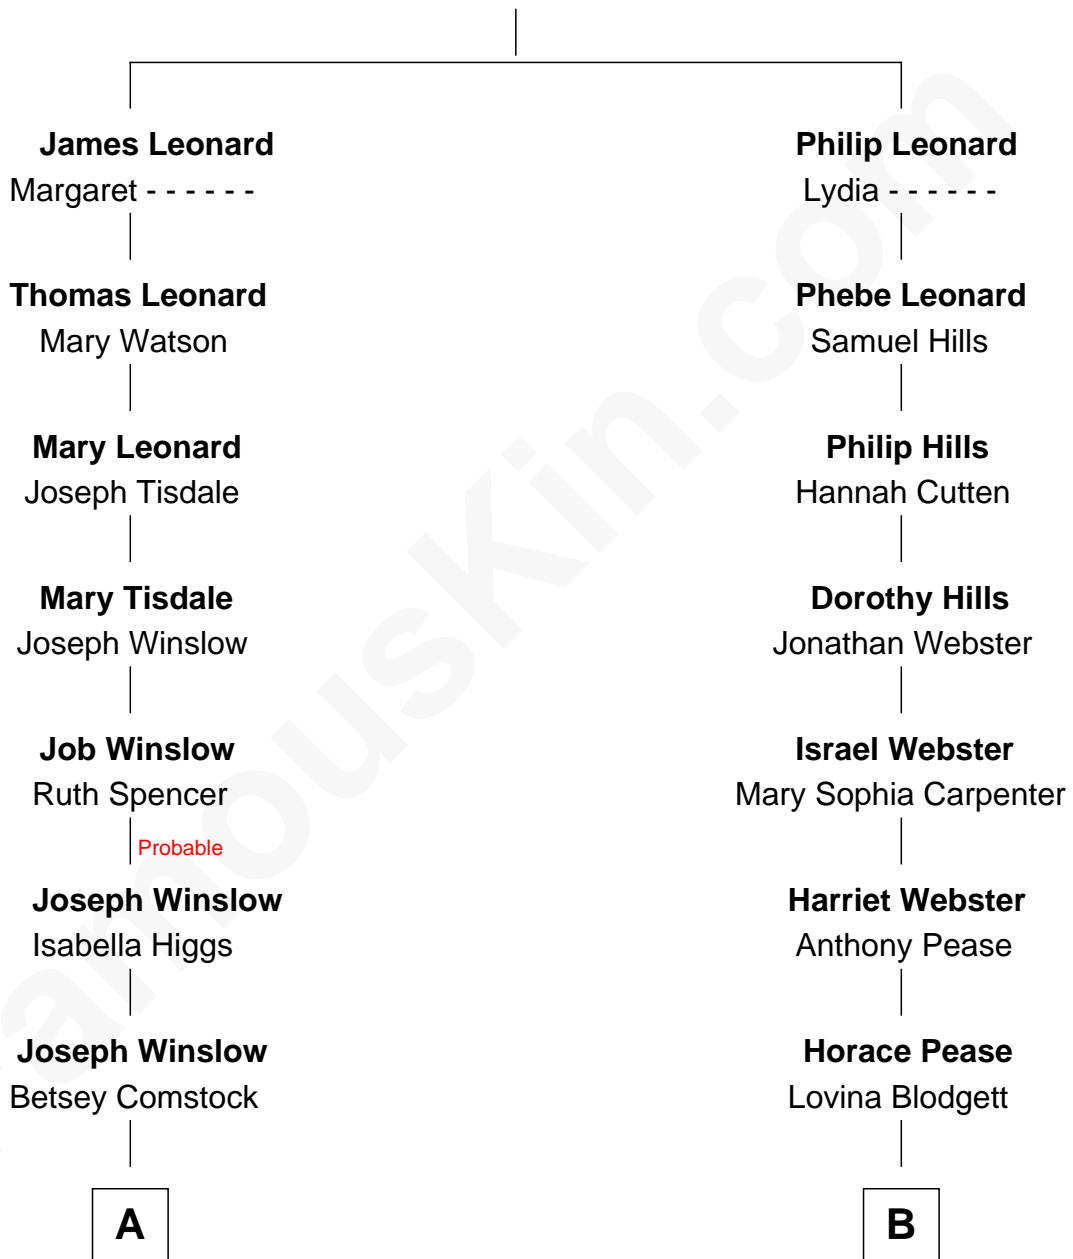 James Leonard
Margaret - - - - - -
Thomas Leonard
Mary Watson
Mary Leonard
Joseph Tisdale
Mary Tisdale
Joseph Winslow
Job Winslow
Ruth Spencer
Probable
Joseph Winslow
Isabella Higgs
Joseph Winslow
Betsey Comstock
A
Philip Leonard
Lydia - - - - - -
Phebe Leonard
Samuel Hills
Philip Hills
Hannah Cutten
Dorothy Hills
Jonathan Webster
Israel Webster
Mary Sophia Carpenter
Harriet Webster
Anthony Pease
Horace Pease
Lovina Blodgett
B
amouskin.com